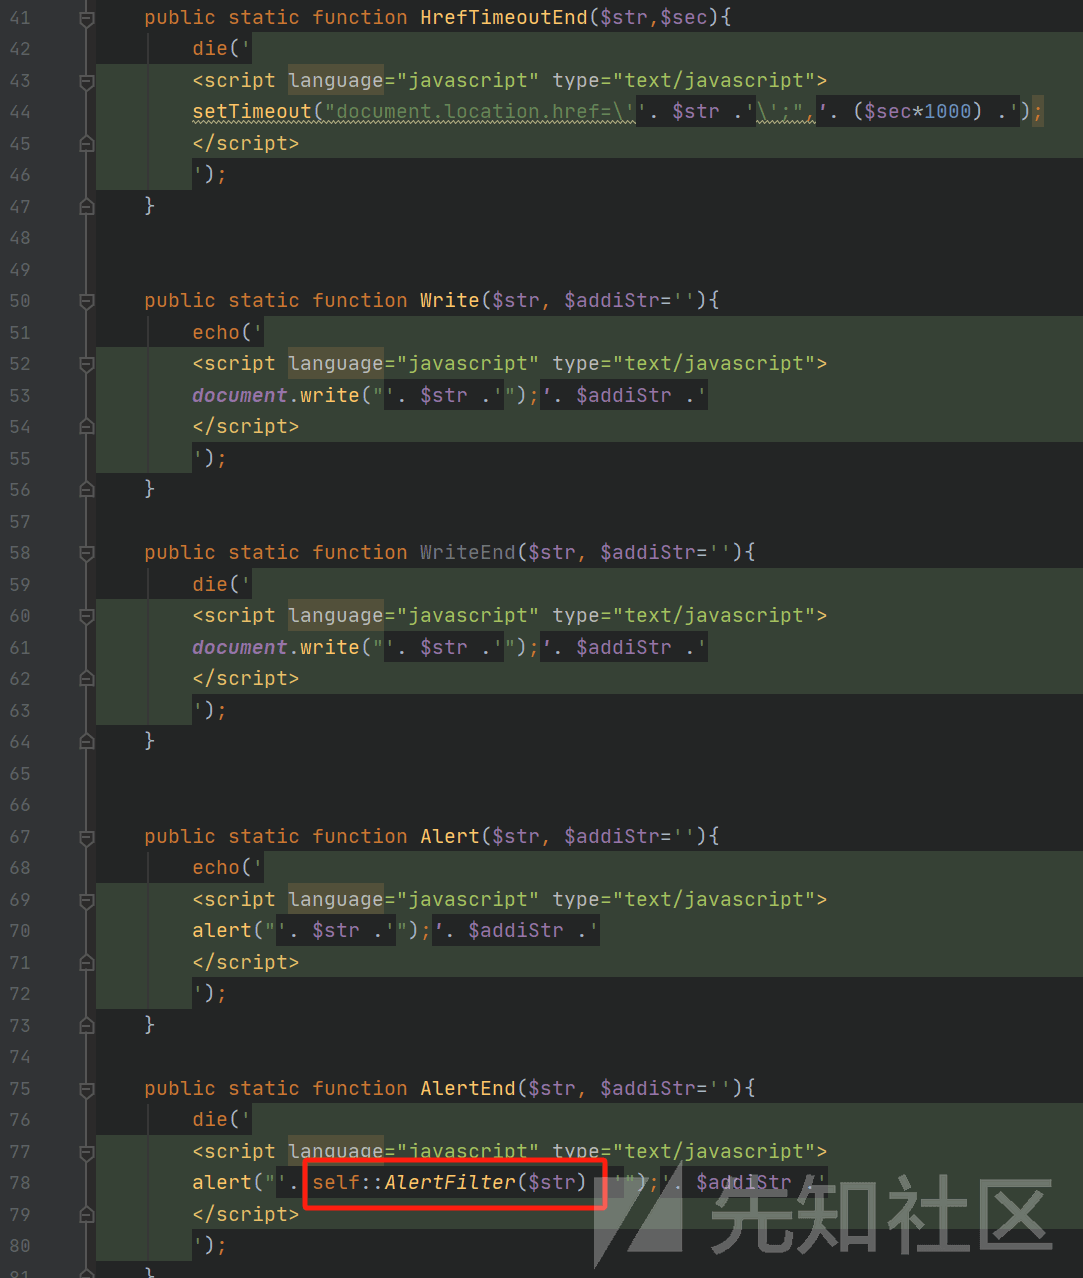 41 public static function HrefTimeoutEnd($str,$sec){
42 die('
43 <script language="javascript" type="text/javascript">
44 setTimeout("document.location.href=\''. $str .'\';",'. ($sec*1000) .');
45 </script>
46 ');
47 }
48
49
50 public static function Write($str, $addiStr=''){
51 echo('
52 <script language="javascript" type="text/javascript">
53 document.write("'. $str .'");'. $addiStr .'
54 </script>
55 ');
56 }
57
58 public static function WriteEnd($str, $addiStr=''){
59 die('
60 <script language="javascript" type="text/javascript">
61 document.write("'. $str .'");'. $addiStr .'
62 </script>
63 ');
64 }
65
66
67 public static function Alert($str, $addiStr=''){
68 echo('
69 <script language="javascript" type="text/javascript">
70 alert("'. $str .'");'. $addiStr .'
71 </script>
72 ');
73 }
74
75 public static function AlertEnd($str, $addiStr=''){
76 die('
77 <script language="javascript" type="text/javascript">
78 alert("'. self::AlertFilter($str) .'");'. $addiStr .'
79 </script>
80 ');
81 }
先知社区